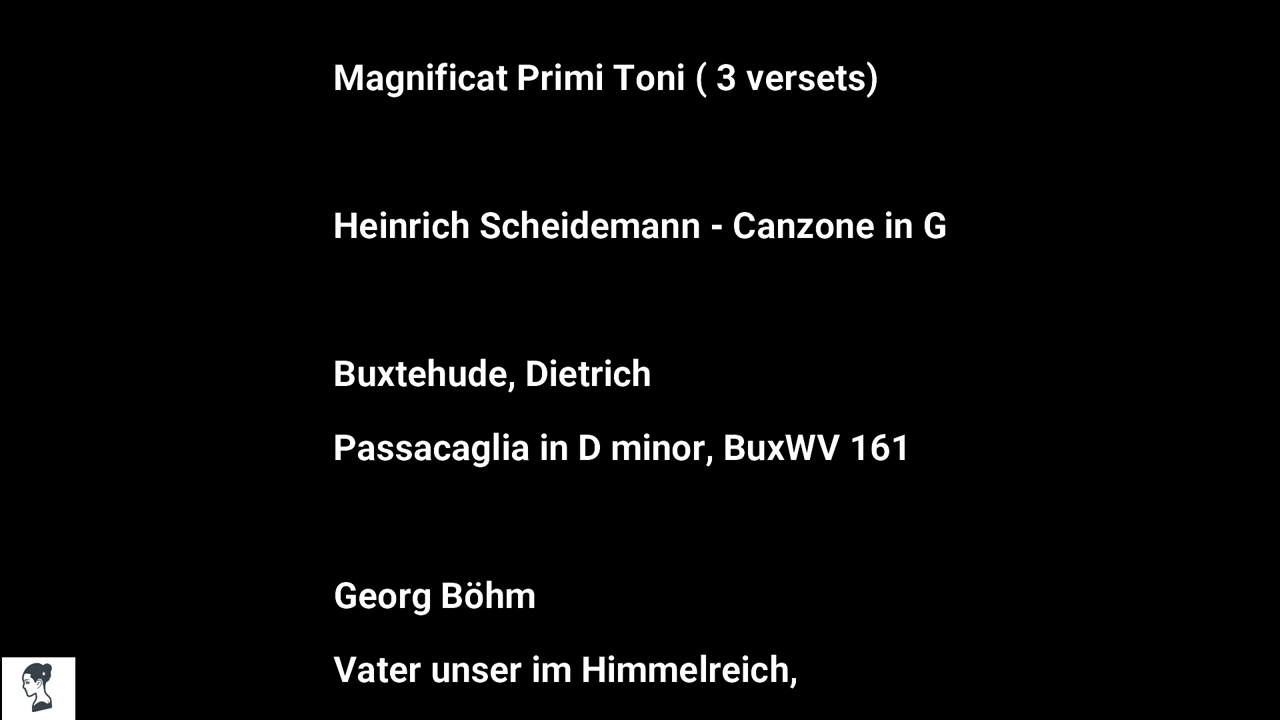 Magnificat Primi Toni ( 3 versets)
Heinrich Scheidemann - Canzone in G
Buxtehude, Dietrich
Passacaglia in D minor, BuxWV 161
Georg Böhm
Vater unser im Himmelreich,